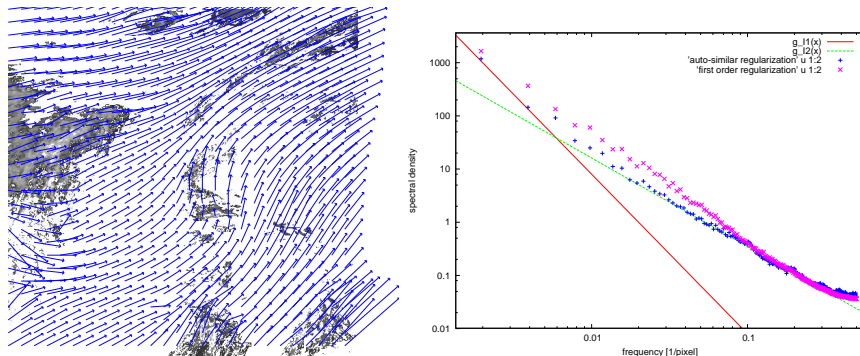 g_l1(x)
g_l2(x)
'auto-similar regularization' u 1:2
'first order regularization' u 1:2
1000
100
10
1
0.1
0.01
0.01 0.1
spectral density
frequency [1/pixel]